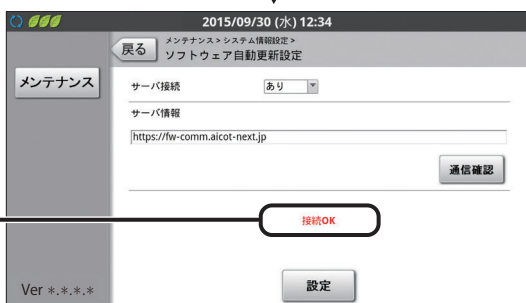 2015/09/30 (水) 12:34
戻る
メンテナンス > システム情報設定 >
ソフトウェア自動更新設定
メンテナンス
サーバ接続
あり
サーバ情報
https://fw-comm.aicot-next.jp
通信確認
接続OK
設定
Ver *.*.*.*